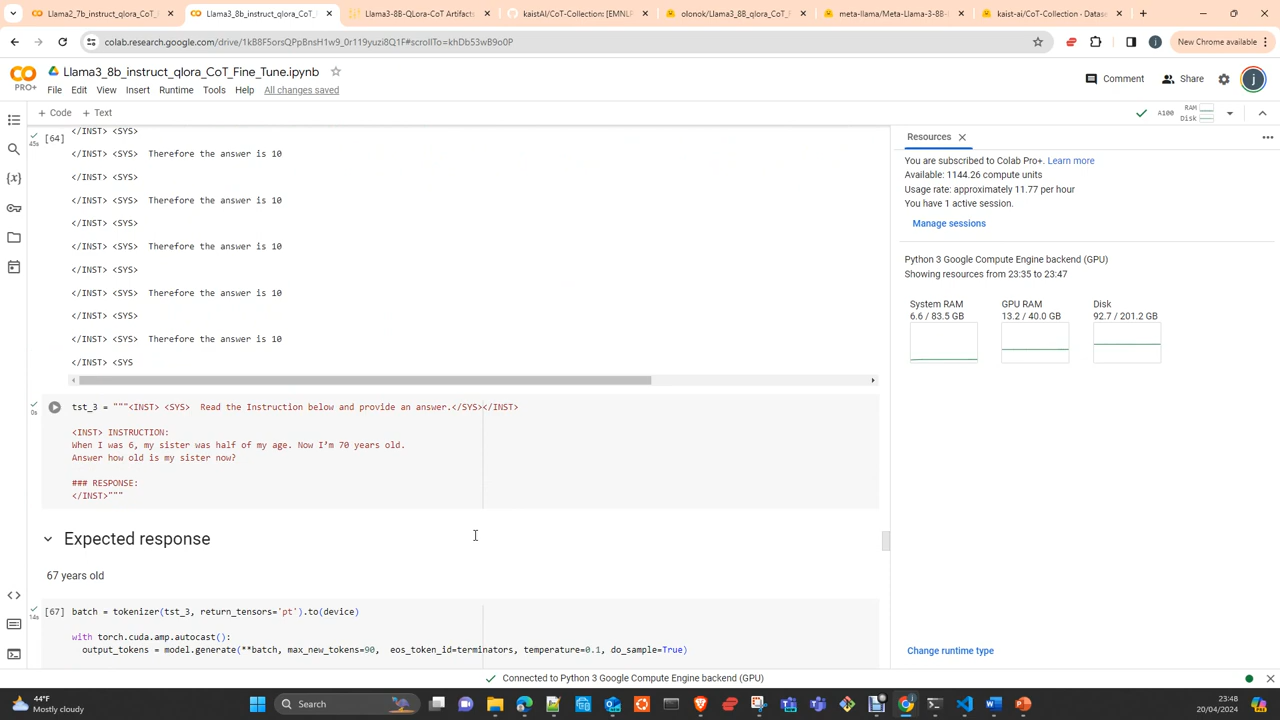 Llama2_7b_instruct_qlora_CoT_
Llama3_8b_instruct_qlora_CoT_F
Llama3-8B-QLora-CoT Artifacts
kaistAI/CoT-Collection: [EMNLP
olonok/Llama3_8B_qlora_CoT_
meta-llama/Meta-Llama-3-8B-I
kaist-ai/CoT-Collection · Datase
colab.research.google.com/drive/1kB8F5orsQPpBnsH1w9_0r119yuzi8Q1F#scrollTo=khDb53wB9o0P
New Chrome available
Llama3_8b_instruct_qlora_CoT_Fine_Tune.ipynb
PRO+
File Edit View Insert Runtime Tools Help All changes saved
Comment Share
+ Code + Text
A100 RAM Disk
[64]
45s
</INST> <SYS>
</INST> <SYS> Therefore the answer is 10
</INST> <SYS>
</INST> <SYS> Therefore the answer is 10
</INST> <SYS>
</INST> <SYS> Therefore the answer is 10
</INST> <SYS>
</INST> <SYS> Therefore the answer is 10
</INST> <SYS>
</INST> <SYS> Therefore the answer is 10
</INST> <SYS
0s
tst_3 = """<INST> <SYS> Read the Instruction below and provide an answer.</SYS></INST>
<INST> INSTRUCTION:
When I was 6, my sister was half of my age. Now I’m 70 years old.
Answer how old is my sister now?
### RESPONSE:
</INST>"""
Expected response
67 years old
[67]
14s
batch = tokenizer(tst_3, return_tensors='pt').to(device)
with torch.cuda.amp.autocast():
output_tokens = model.generate(**batch, max_new_tokens=90, eos_token_id=terminators, temperature=0.1, do_sample=True)
Resources
You are subscribed to Colab Pro+. Learn more
Available: 1144.26 compute units
Usage rate: approximately 11.77 per hour
You have 1 active session.
Manage sessions
Python 3 Google Compute Engine backend (GPU)
Showing resources from 23:35 to 23:47
System RAM
6.6 / 83.5 GB
GPU RAM
13.2 / 40.0 GB
Disk
92.7 / 201.2 GB
Change runtime type
Connected to Python 3 Google Compute Engine backend (GPU)
44°F
Mostly cloudy
Search
23:48
20/04/2024